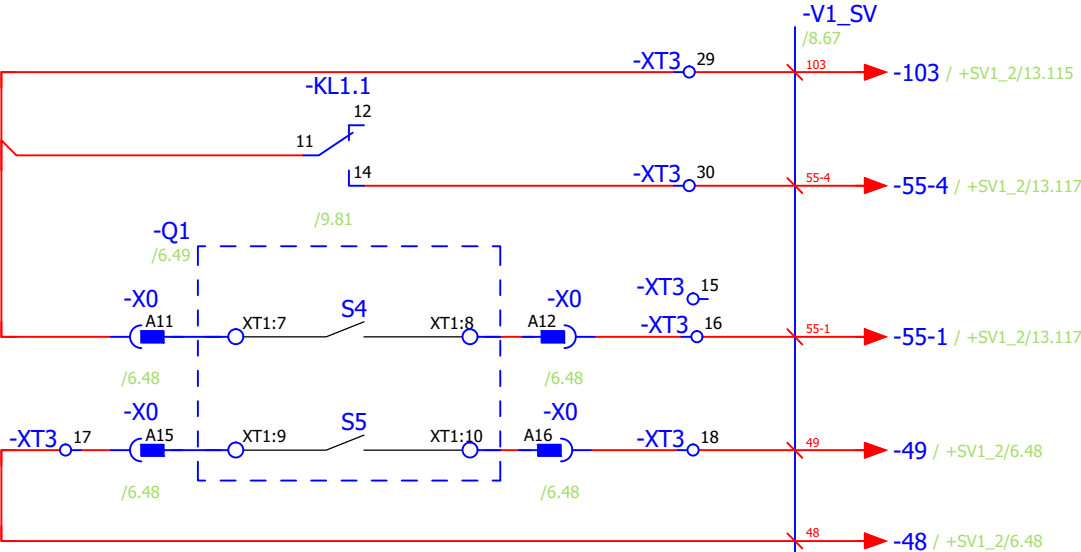 -V1_SV
/8.67
-XT3 29 103 -103 / +SV1_2/13.115
-KL1.1
12
11
14 -XT3 30 55-4 -55-4 / +SV1_2/13.117
/9.81
-Q1
/6.49
-XT3 15
-X0 S4 -X0
A11 XT1:7 XT1:8 A12 -XT3 16 55-1 -55-1 / +SV1_2/13.117
/6.48 /6.48
-X0 S5 -X0
-XT3 17 A15 XT1:9 XT1:10 A16 -XT3 18 49 -49 / +SV1_2/6.48
/6.48 /6.48
48 -48 / +SV1_2/6.48